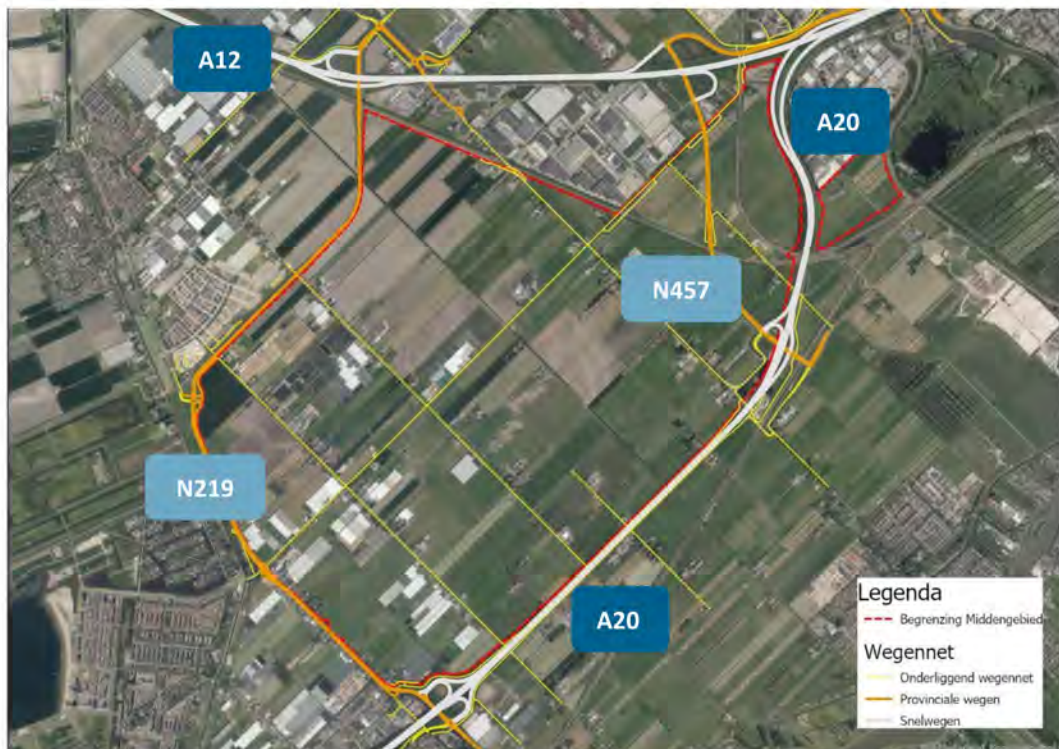 A12
A20
N457
N219
A20
Legenda
Begrenzing Middengebied
Wegennet
Onderliggend wegennet
Provinciale wegen
Snelwegen